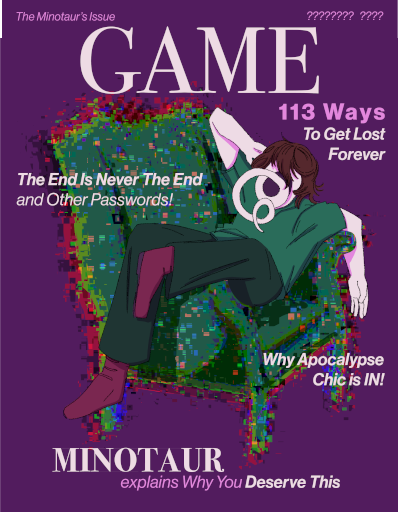 The Minotaur's Issue
???????? ????
GAME
113 Ways
To Get Lost
Forever
The End Is Never The End
and Other Passwords!
Why Apocalypse
Chic is IN!
MINOTAUR
explains Why You Deserve This